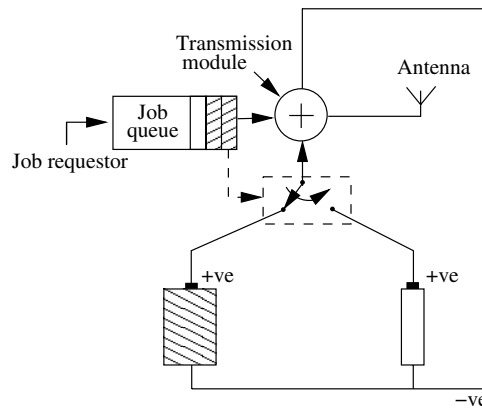 Transmission
module
Antenna
Job
queue
Job requestor
+ve
+ve
−ve